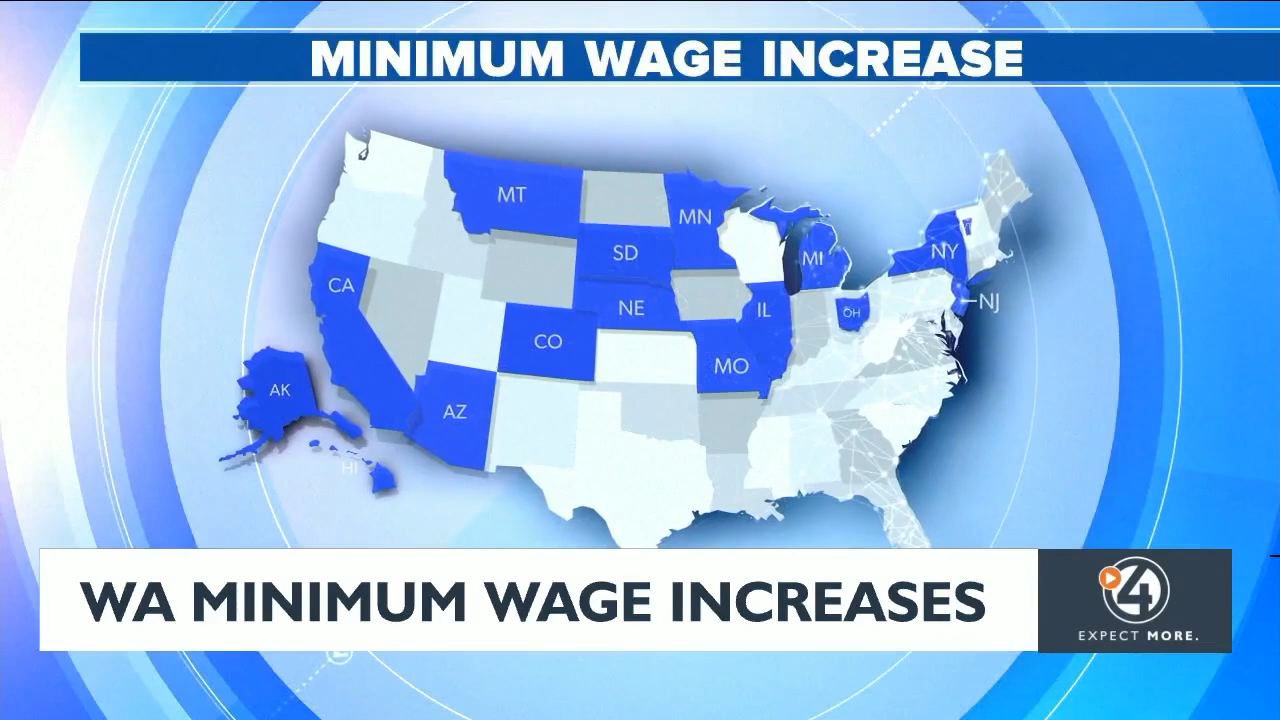 MINIMUM WAGE INCREASE
MT
MN
SD
MI
NY
CA
NE
IL
OH
NJ
CO
MO
AK
AZ
HI
WA MINIMUM WAGE INCREASES
4
EXPECT MORE.